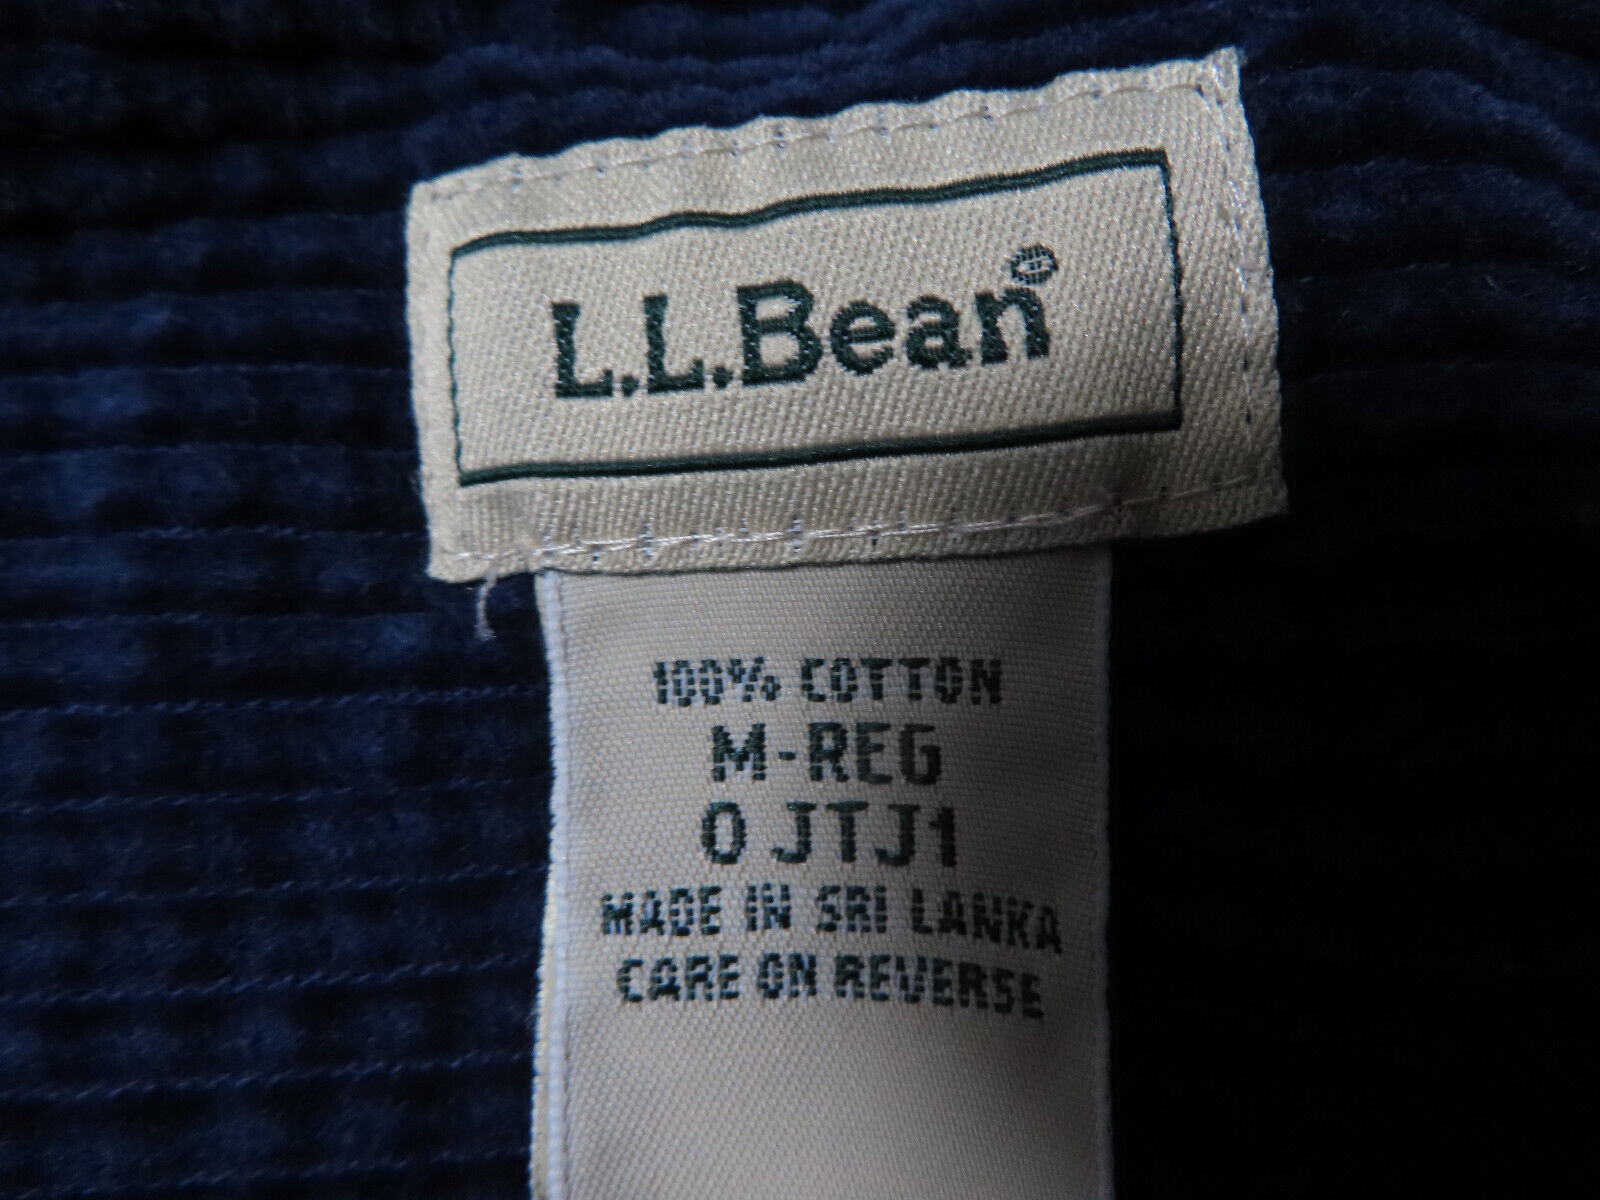 L.L.Bean®
100% COTTON
M-REG
0 JTJ1
MADE IN SRI LANKA
CARE ON REVERSE